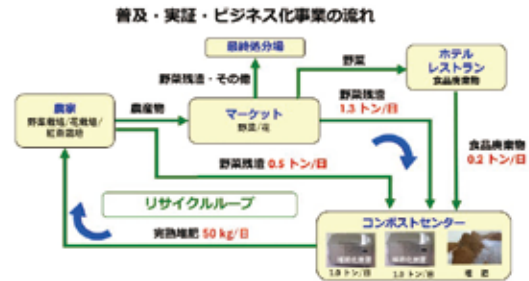 普及・実証・ビジネス化事業の流れ
最終処分場
野菜
ホテル
レストラン
食品廃棄物
野菜残渣・その他
野菜残渣
1.3 トン/日
農家
野菜栽培/花栽培/
紅茶栽培
農産物
マーケット
野菜/花
食品廃棄物
0.2 トン/日
野菜残渣 0.5 トン/日
リサイクルループ
コンポストセンター
完熟堆肥 50 kg/日
1.0 トン/日
1.0 トン/日
堆 肥